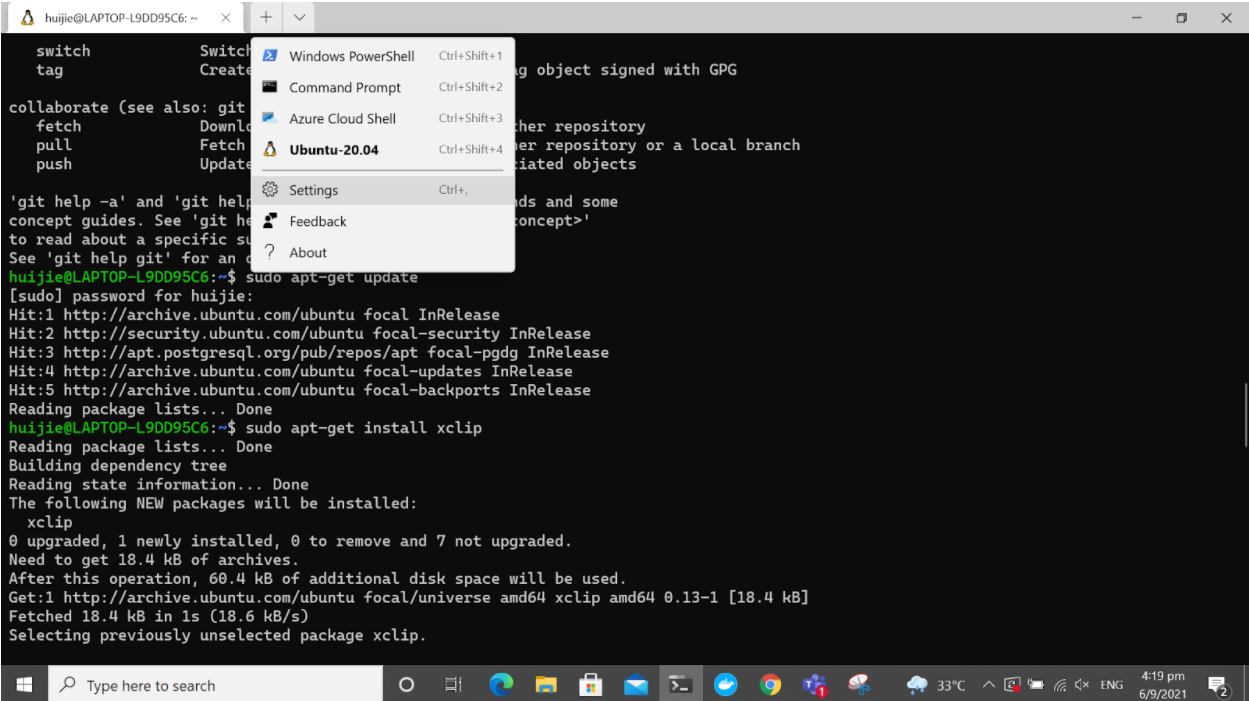 huijie@LAPTOP-L9DD95C6: ~
switch Switch
tag Create ng object signed with GPG
collaborate (see also: git
fetch Downlo ther repository
pull Fetch her repository or a local branch
push Update ciated objects
'git help -a' and 'git help nds and some
concept guides. See 'git he concept>'
to read about a specific su
See 'git help git' for an o
Windows PowerShell Ctrl+Shift+1
Command Prompt Ctrl+Shift+2
Azure Cloud Shell Ctrl+Shift+3
Ubuntu-20.04 Ctrl+Shift+4
Settings Ctrl+,
Feedback
About
huijie@LAPTOP-L9DD95C6:~$ sudo apt-get update
[sudo] password for huijie:
Hit:1 http://archive.ubuntu.com/ubuntu focal InRelease
Hit:2 http://security.ubuntu.com/ubuntu focal-security InRelease
Hit:3 http://apt.postgresql.org/pub/repos/apt focal-pgdg InRelease
Hit:4 http://archive.ubuntu.com/ubuntu focal-updates InRelease
Hit:5 http://archive.ubuntu.com/ubuntu focal-backports InRelease
Reading package lists... Done
huijie@LAPTOP-L9DD95C6:~$ sudo apt-get install xclip
Reading package lists... Done
Building dependency tree
Reading state information... Done
The following NEW packages will be installed:
xclip
0 upgraded, 1 newly installed, 0 to remove and 7 not upgraded.
Need to get 18.4 kB of archives.
After this operation, 60.4 kB of additional disk space will be used.
Get:1 http://archive.ubuntu.com/ubuntu focal/universe amd64 xclip amd64 0.13-1 [18.4 kB]
Fetched 18.4 kB in 1s (18.6 kB/s)
Selecting previously unselected package xclip.
Type here to search
33°C
ENG
4:19 pm
6/9/2021
2